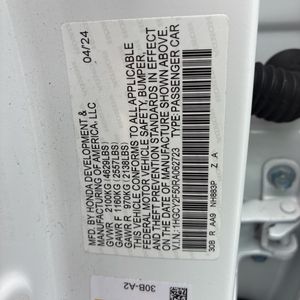 04/24
MFD. BY HONDA DEVELOPMENT &
MANUFACTURING OF AMERICA, LLC
GVWR 2100KG (4629LBS)
GAWR F 1160KG (2557LBS)
GAWR R 970KG (2138LBS)
THIS VEHICLE CONFORMS TO ALL APPLICABLE
FEDERAL MOTOR VEHICLE SAFETY, BUMPER,
AND THEFT PREVENTION STANDARDS IN EFFECT
ON THE DATE OF MANUFACTURE SHOWN ABOVE.
V.I.N.: 1HGCY2F50RA062723 TYPE: PASSENGER CAR
30B R AA9 NH883P Z A
30B-A2